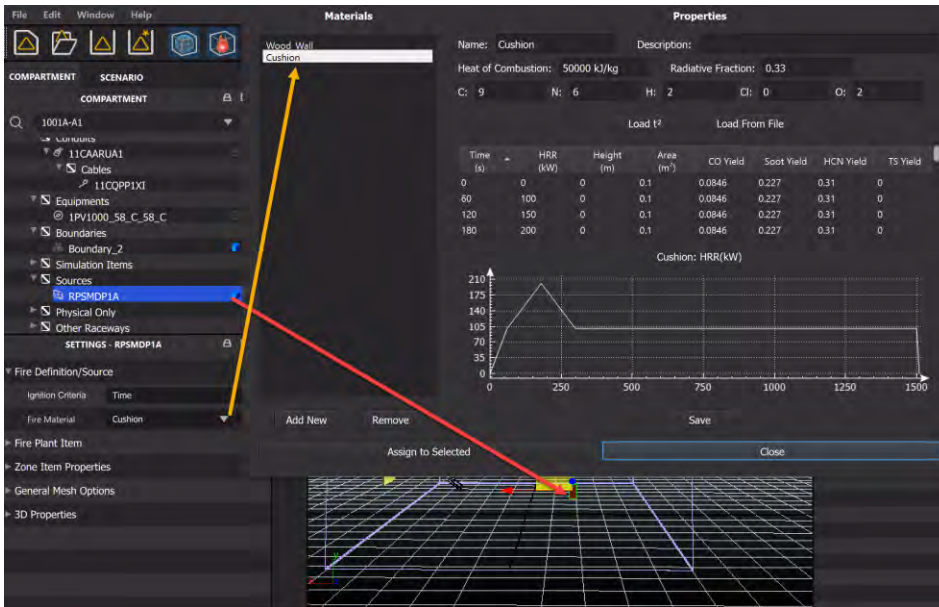 File Edit Window Help
COMPARTMENT SCENARIO
COMPARTMENT
1001A-A1
Conduits
11CAARUA1
Cables
11CQPP1XI
Equipments
1PV1000_58_C_58_C
Boundaries
Boundary_2
Simulation Items
Sources
RPSMDP1A
Physical Only
Other Raceways
SETTINGS - RPSMDP1A
Fire Definition/Source
Ignition Criteria Time
Fire Material Cushion
Fire Plant Item
Zone Item Properties
General Mesh Options
3D Properties
Materials
Wood Wall
Cushion
Add New Remove
Properties
Name: Cushion Description:
Heat of Combustion: 50000 kJ/kg Radiative Fraction: 0.33
C: 9 N: 6 H: 2 Cl: 0 O: 2
Load t² Load From File
Time (s) HRR (kW) Height (m) Area (m²) CO Yield Soot Yield HCN Yield TS Yield
0 0 0 0.1 0.0846 0.227 0.31 0
60 100 0 0.1 0.0846 0.227 0.31 0
120 150 0 0.1 0.0846 0.227 0.31 0
180 200 0 0.1 0.0846 0.227 0.31 0
Cushion: HRR(kW)
210
175
140
105
70
35
0
0 250 500 750 1000 1250 1500
Save
Assign to Selected Close